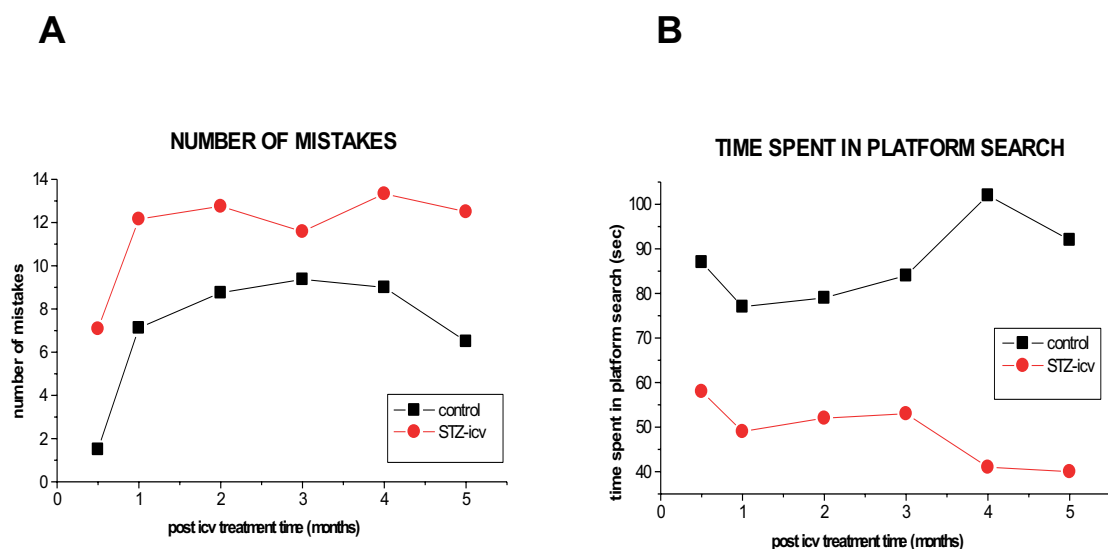 A
NUMBER OF MISTAKES
number of mistakes
14
12
10
8
6
4
2
0
0 1 2 3 4 5
post icv treatment time (months)
control
STZ-icv
B
TIME SPENT IN PLATFORM SEARCH
time spent in platform search (sec)
100
90
80
70
60
50
40
0 1 2 3 4 5
post icv treatment time (months)
control
STZ-icv